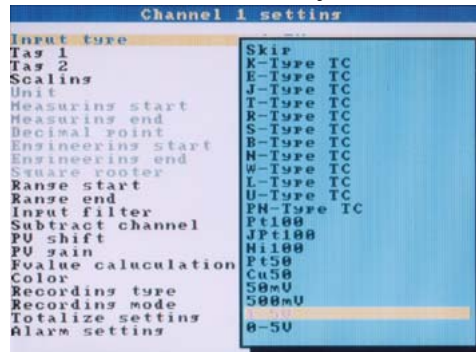 Channel 1 setting
Input type
Tag 1
Tag 2
Scaling
Unit
Measuring start
Measuring end
Decimal point
Engineering start
Engineering end
Square rooter
Range start
Range end
Input filter
Subtract channel
PV shift
PV gain
Fvalue caluculation
Color
Recording type
Recording mode
Totalize setting
Alarm setting
Skip
K-Type TC
E-Type TC
J-Type TC
T-Type TC
R-Type TC
S-Type TC
B-Type TC
N-Type TC
W-Type TC
L-Type TC
U-Type TC
PN-Type TC
Pt100
JPt100
Ni100
Pt50
Cu50
50mV
500mV
1-5V
0-5V